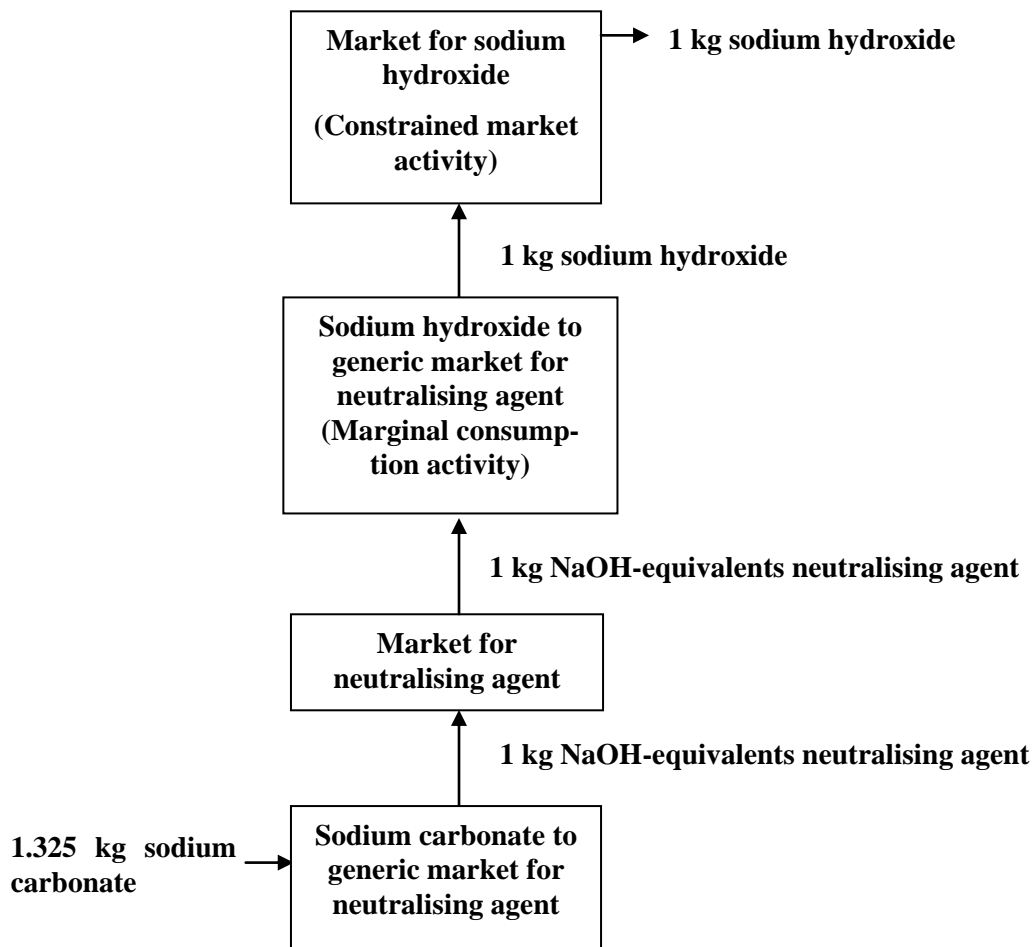 Market for sodium
hydroxide
(Constrained market
activity)
1 kg sodium hydroxide
1 kg sodium hydroxide
Sodium hydroxide to
generic market for
neutralising agent
(Marginal consump-
tion activity)
1 kg NaOH-equivalents neutralising agent
Market for
neutralising agent
1 kg NaOH-equivalents neutralising agent
1.325 kg sodium
carbonate
Sodium carbonate to
generic market for
neutralising agent